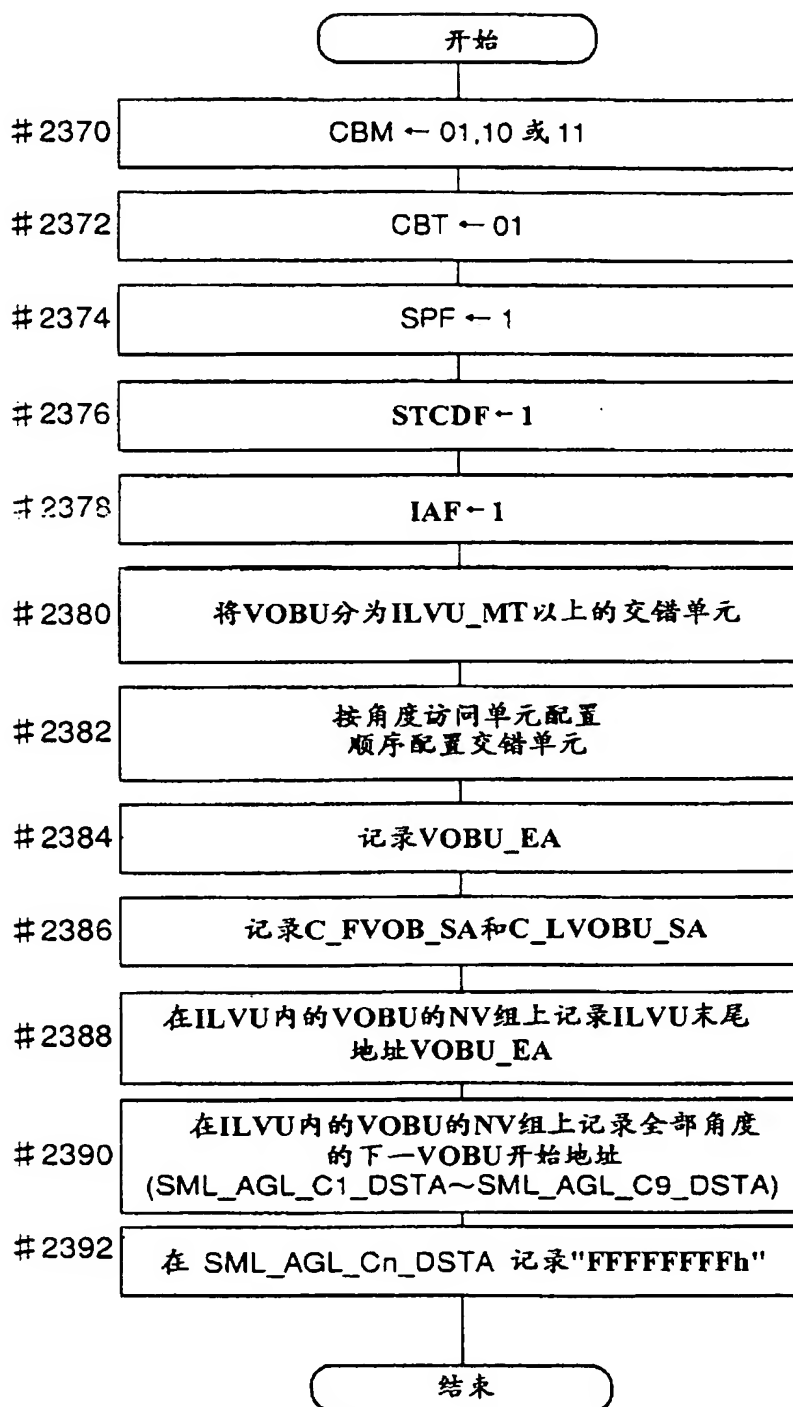 开始
#2370
CBM ← 01,10 或 11
#2372
CBT ← 01
#2374
SPF ← 1
#2376
STCDF ← 1
#2378
IAF ← 1
#2380
将VOBU分为ILVU_MT以上的交错单元
#2382
按角度访问单元配置
顺序配置交错单元
#2384
记录VOBU_EA
#2386
记录C_FVOB_SA和C_LVOBU_SA
#2388
在ILVU内的VOBU的NV组上记录ILVU末尾
地址VOBU_EA
#2390
在ILVU内的VOBU的NV组上记录全部角度
的下一VOBU开始地址
(SML_AGL_C1_DSTA～SML_AGL_C9_DSTA)
#2392
在 SML_AGL_Cn_DSTA 记录"FFFFFFFFh"
结束